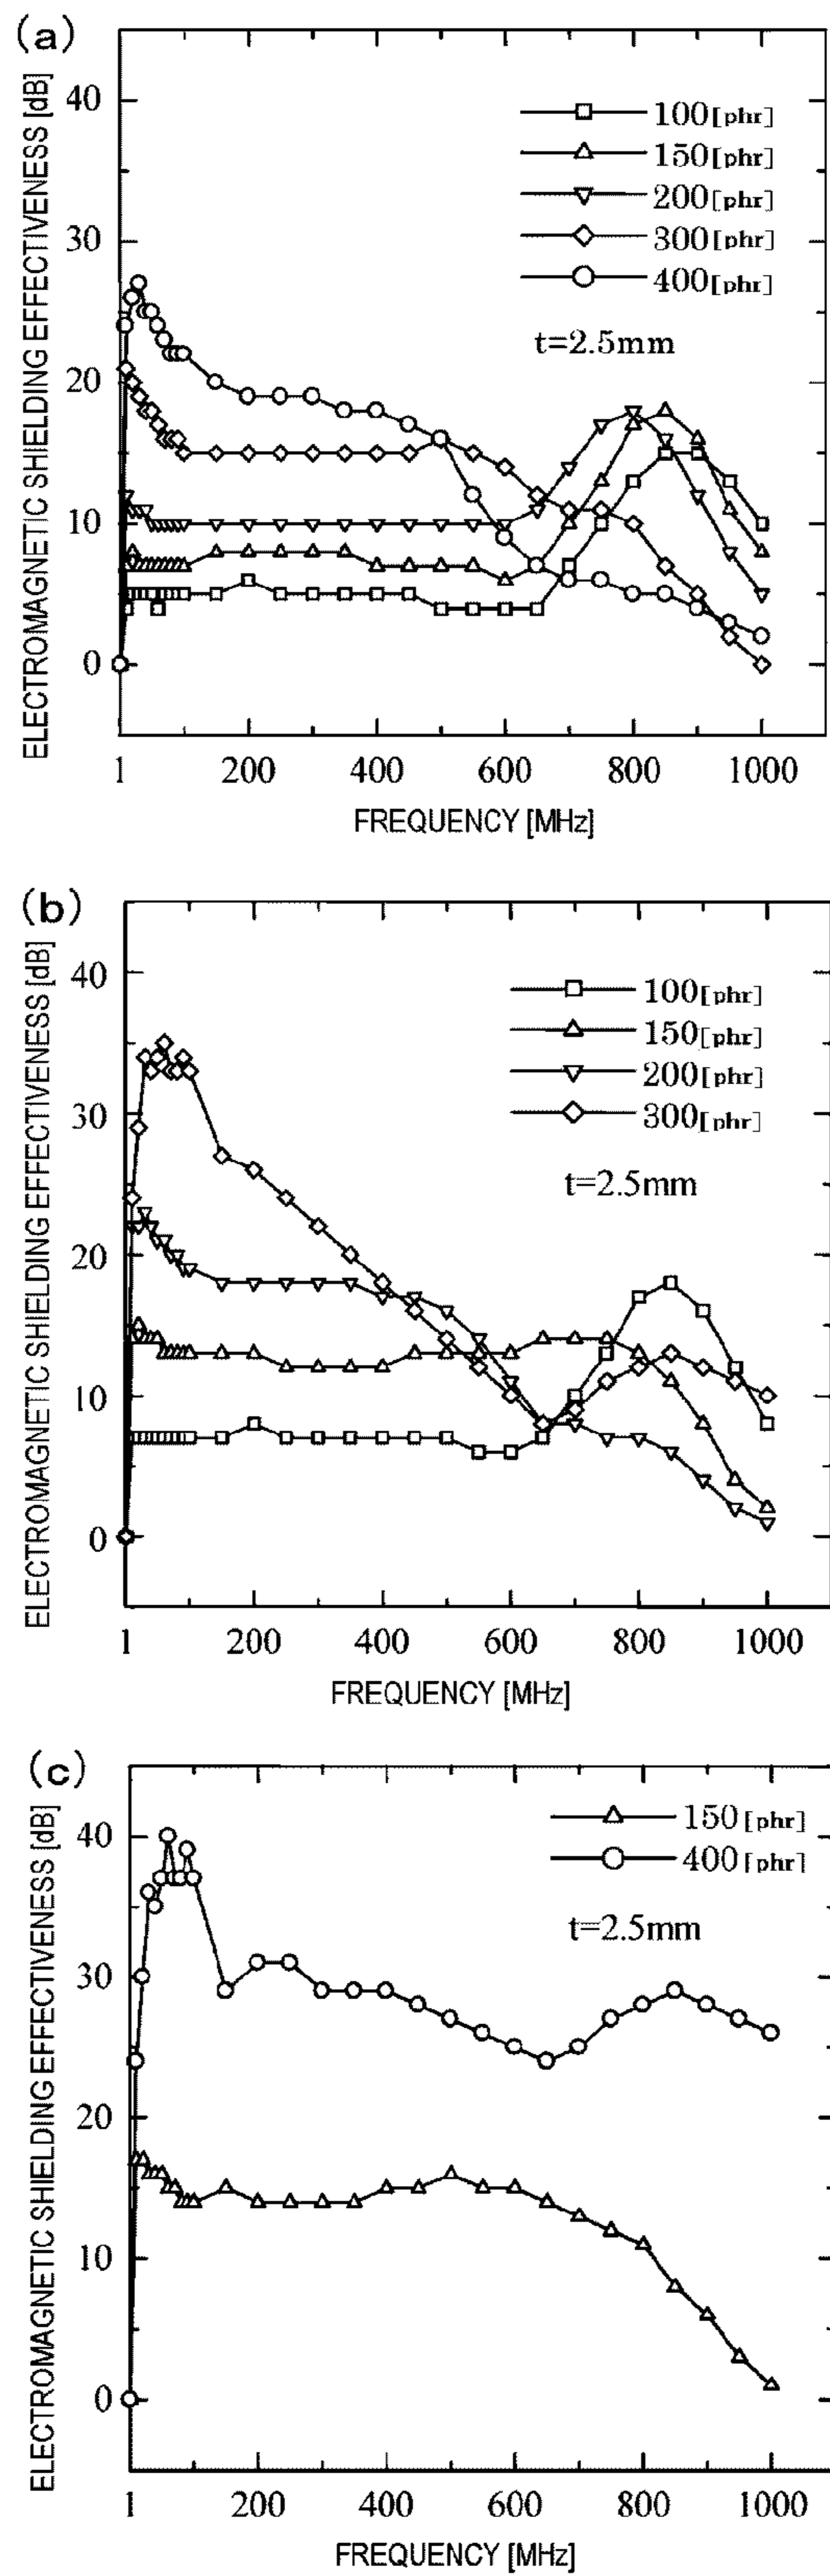 (a)
ELECTROMAGNETIC SHIELDING EFFECTIVENESS [dB]
40
30
20
10
0
100[phr]
150[phr]
200[phr]
300[phr]
400[phr]
t=2.5mm
1 200 400 600 800 1000
FREQUENCY [MHz]
(b)
ELECTROMAGNETIC SHIELDING EFFECTIVENESS [dB]
40
30
20
10
0
100[phr]
150[phr]
200[phr]
300[phr]
t=2.5mm
1 200 400 600 800 1000
FREQUENCY [MHz]
(c)
ELECTROMAGNETIC SHIELDING EFFECTIVENESS [dB]
40
30
20
10
0
150[phr]
400[phr]
t=2.5mm
1 200 400 600 800 1000
FREQUENCY [MHz]